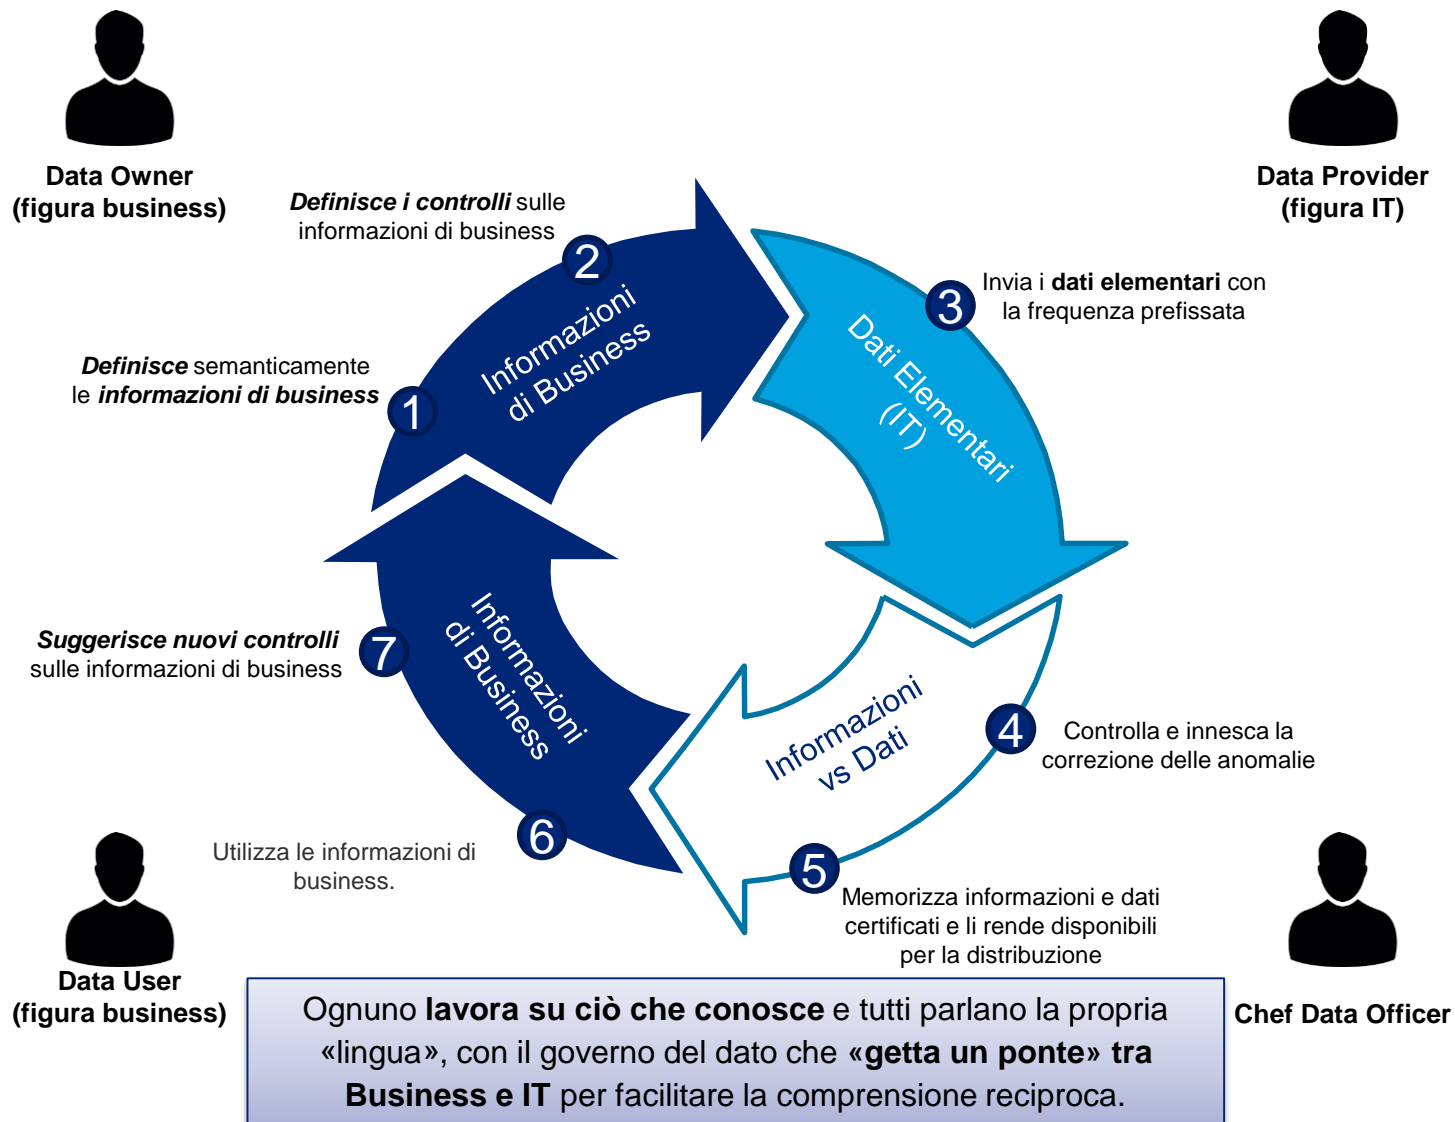 Data Owner
(figura business)
Data Provider
(figura IT)
Definisce i controlli sulle
informazioni di business
2
Invia i dati elementari con
la frequenza prefissata
3
Informazioni
di Business
Dati Elementari
(IT)
Definisce semanticamente
le informazioni di business
1
Suggerisce nuovi controlli
sulle informazioni di business
7
Informazioni
di Business
Informazioni
vs Dati
4
Controlla e innesca la
correzione delle anomalie
6
Utilizza le informazioni di
business.
5
Memorizza informazioni e dati
certificati e li rende disponibili
per la distribuzione
Data User
(figura business)
Chef Data Officer
Ognuno lavora su ciò che conosce e tutti parlano la propria
«lingua», con il governo del dato che «getta un ponte» tra
Business e IT per facilitare la comprensione reciproca.